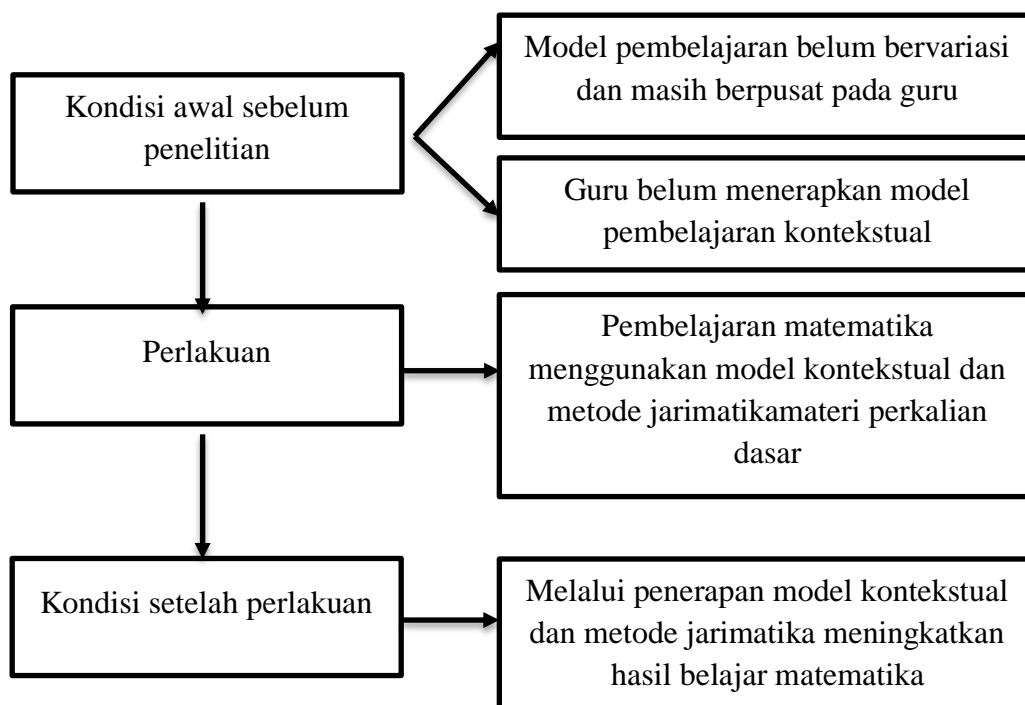 Kondisi awal sebelum
penelitian
Model pembelajaran belum bervariasi
dan masih berpusat pada guru
Guru belum menerapkan model
pembelajaran kontekstual
Perlakuan
Pembelajaran matematika
menggunakan model kontekstual dan
metode jarimatikamateri perkalian
dasar
Kondisi setelah perlakuan
Melalui penerapan model kontekstual
dan metode jarimatika meningkatkan
hasil belajar matematika